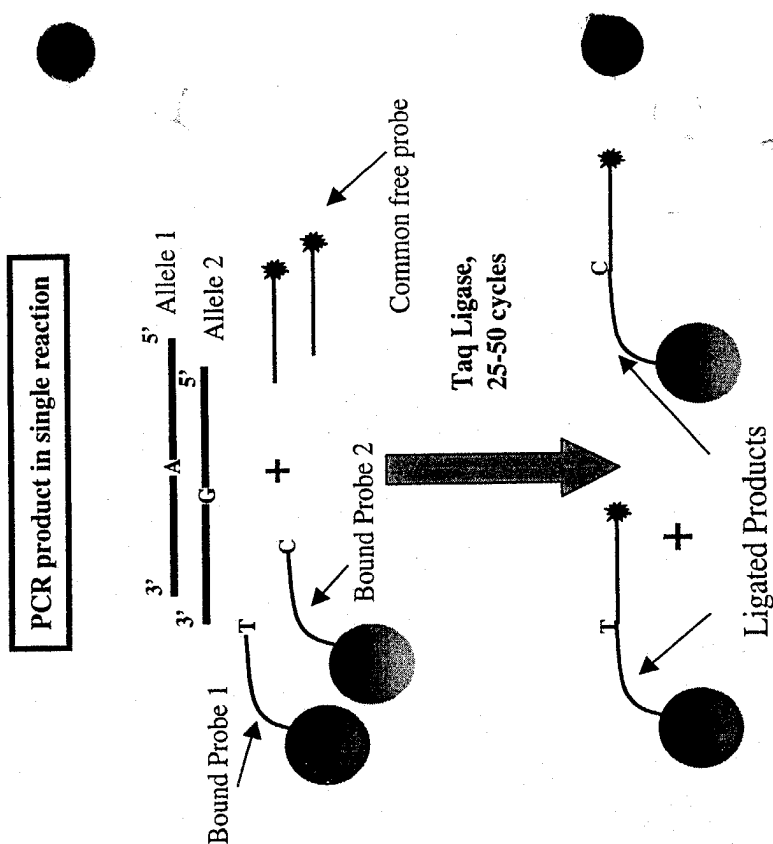 PCR product in single reaction
3' A 5' Allele 1
3' G 5' Allele 2
Bound Probe 1
T
C
+
Bound Probe 2
Common free probe
Taq Ligase,
25-50 cycles
T
+
C
Ligated Products